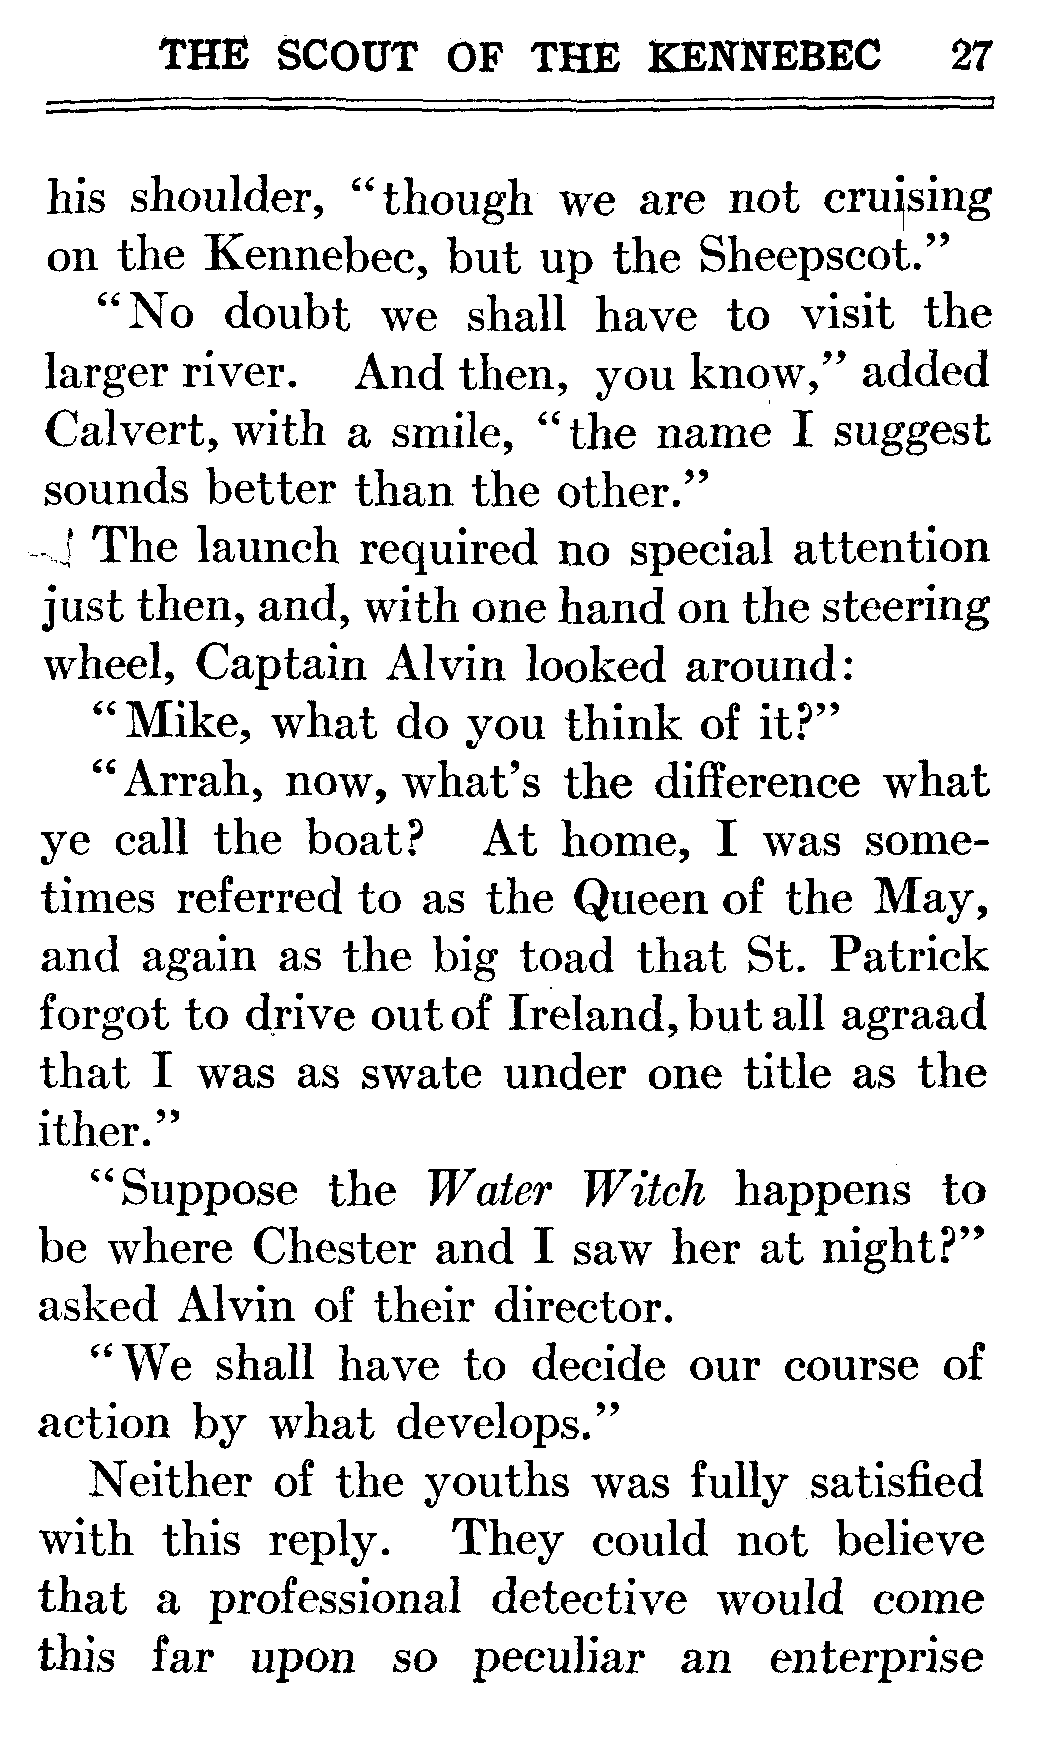 THE SCOUT OF THE KENNEBEC 27
his shoulder, "though we are not cruising
on the Kennebec, but up the Sheepscot."
"No doubt we shall have to visit the
larger river. And then, you know," added
Calvert, with a smile, "the name I suggest
sounds better than the other."
The launch required no special attention
just then, and, with one hand on the steering
wheel, Captain Alvin looked around:
"Mike, what do you think of it?"
"Arrah, now, what's the difference what
ye call the boat? At home, I was some-
times referred to as the Queen of the May,
and again as the big toad that St. Patrick
forgot to drive out of Ireland, but all agraad
that I was as swate under one title as the
ither."
"Suppose the Water Witch happens to
be where Chester and I saw her at night?"
asked Alvin of their director.
"We shall have to decide our course of
action by what develops."
Neither of the youths was fully satisfied
with this reply. They could not believe
that a professional detective would come
this far upon so peculiar an enterprise